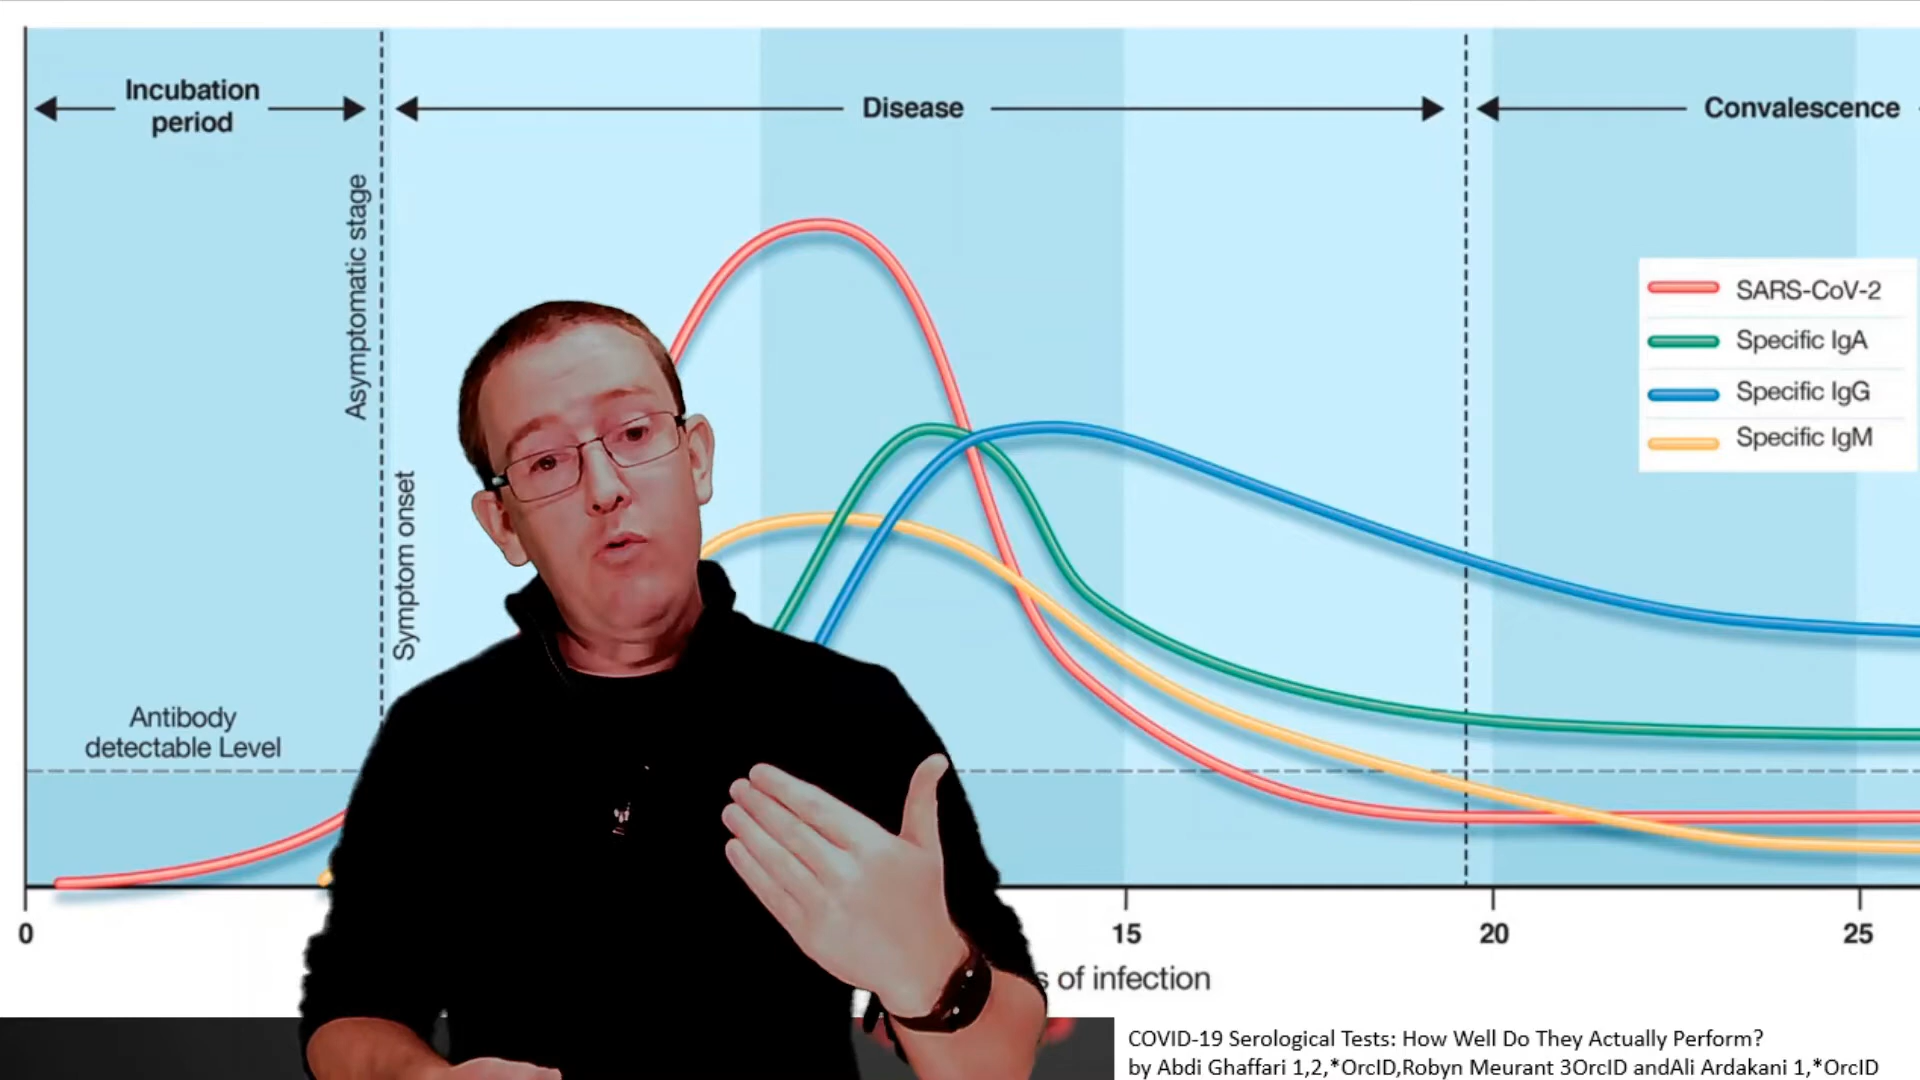 Incubation
period
Disease
Convalescence
Asymptomatic stage
Symptom onset
SARS-CoV-2
Specific IgA
Specific IgG
Specific IgM
Antibody
detectable Level
0
15
20
25
of infection
COVID-19 Serological Tests: How Well Do They Actually Perform?
by Abdi Ghaffari 1,2,*OrcID,Robyn Meurant 3OrcID andAli Ardakani 1,*OrcID